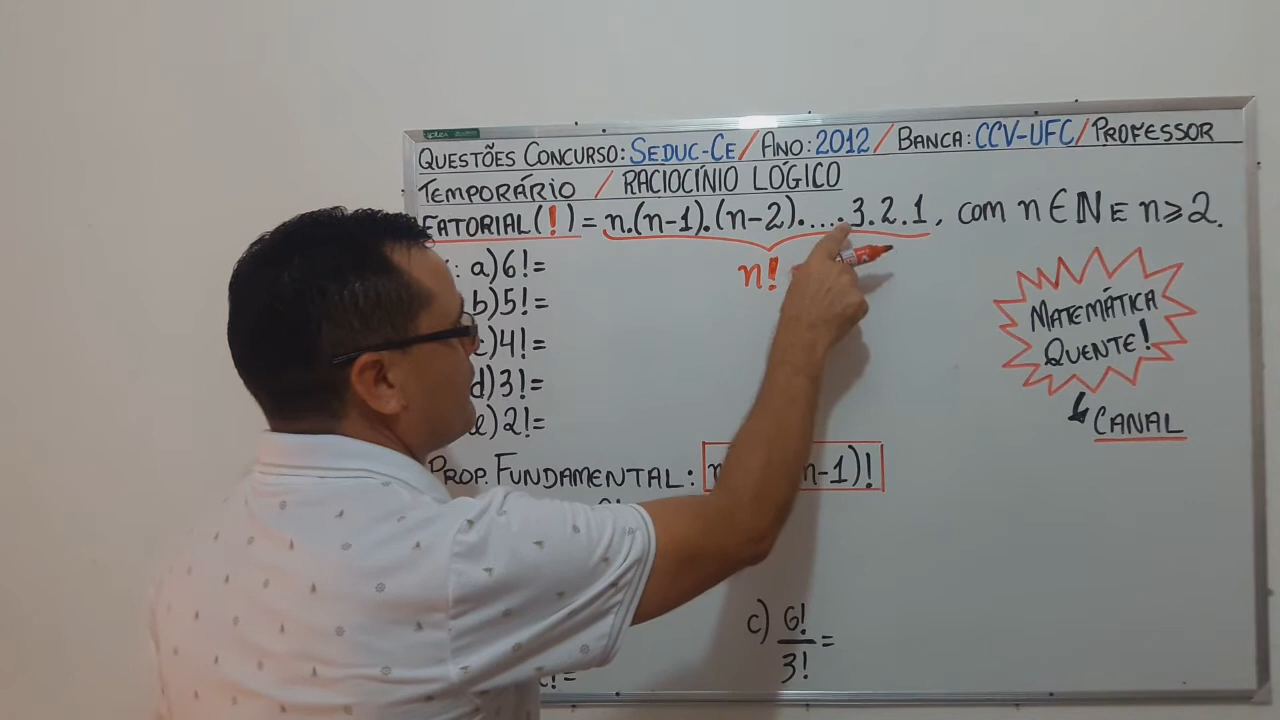 QUESTÕES CONCURSO: SEDUC-CE / ANO: 2012 / BANCA: CCV-UFC / PROFESSOR
TEMPORÁRIO / RACIOCÍNIO LÓGICO
FATORIAL (!) = n.(n-1).(n-2). .... 3.2.1, COM n ∈ ℕ E n ⩾ 2.
n!
: a) 6! =
b) 5! =
) 4! =
d) 3! =
e) 2! =
MATEMÁTICA
QUENTE!
CANAL
PROP. FUNDAMENTAL: n-1)!
c) 6!
3! =